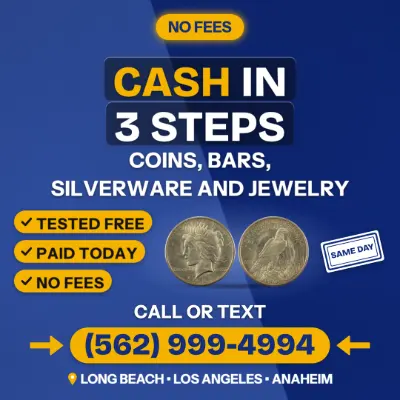 NO FEES
CASH IN
3 STEPS
COINS, BARS,
SILVERWARE AND JEWELRY
TESTED FREE
PAID TODAY
NO FEES
SAME DAY
CALL OR TEXT
(562) 999-4994
LONG BEACH • LOS ANGELES • ANAHEIM